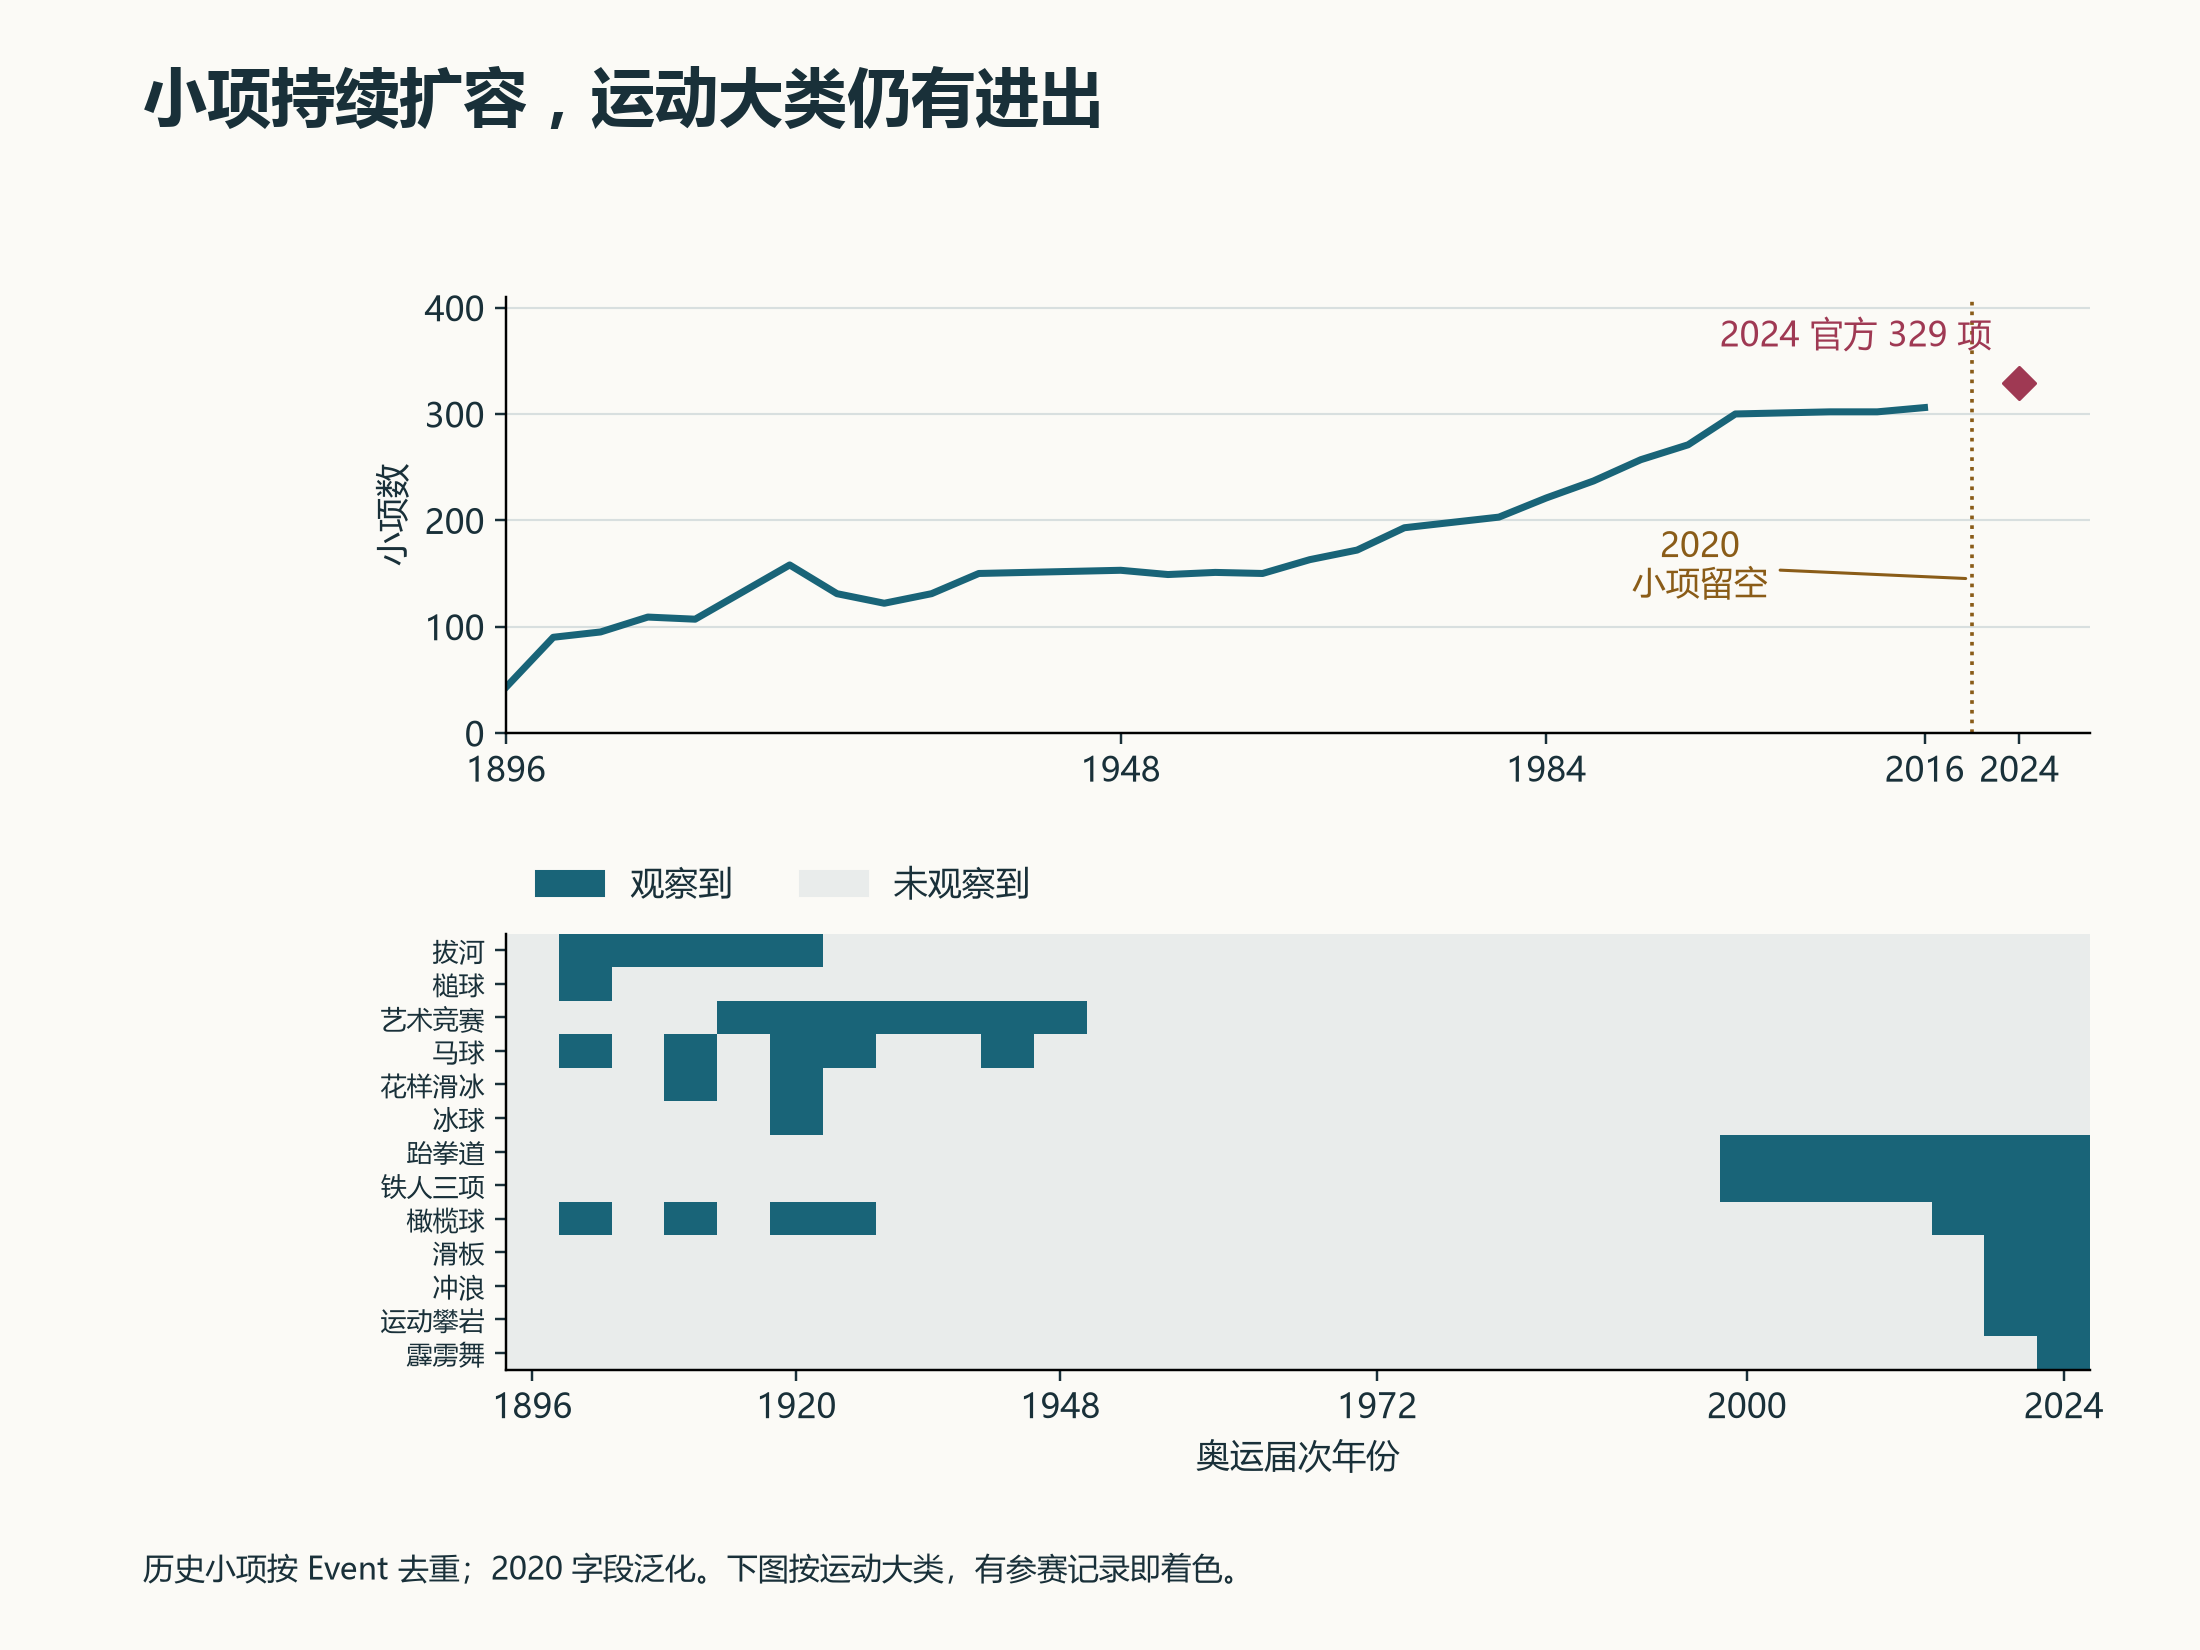 小项持续扩容，运动大类仍有进出
400
300
200
100
0
小项数
2024 官方 329 项
2020
小项留空
1896
1948
1984
2016
2024
观察到
未观察到
拔河
槌球
艺术竞赛
马球
花样滑冰
冰球
跆拳道
铁人三项
橄榄球
滑板
冲浪
运动攀岩
霹雳舞
1896
1920
1948
1972
2000
2024
奥运届次年份
历史小项按 Event 去重；2020 字段泛化。下图按运动大类，有参赛记录即着色。